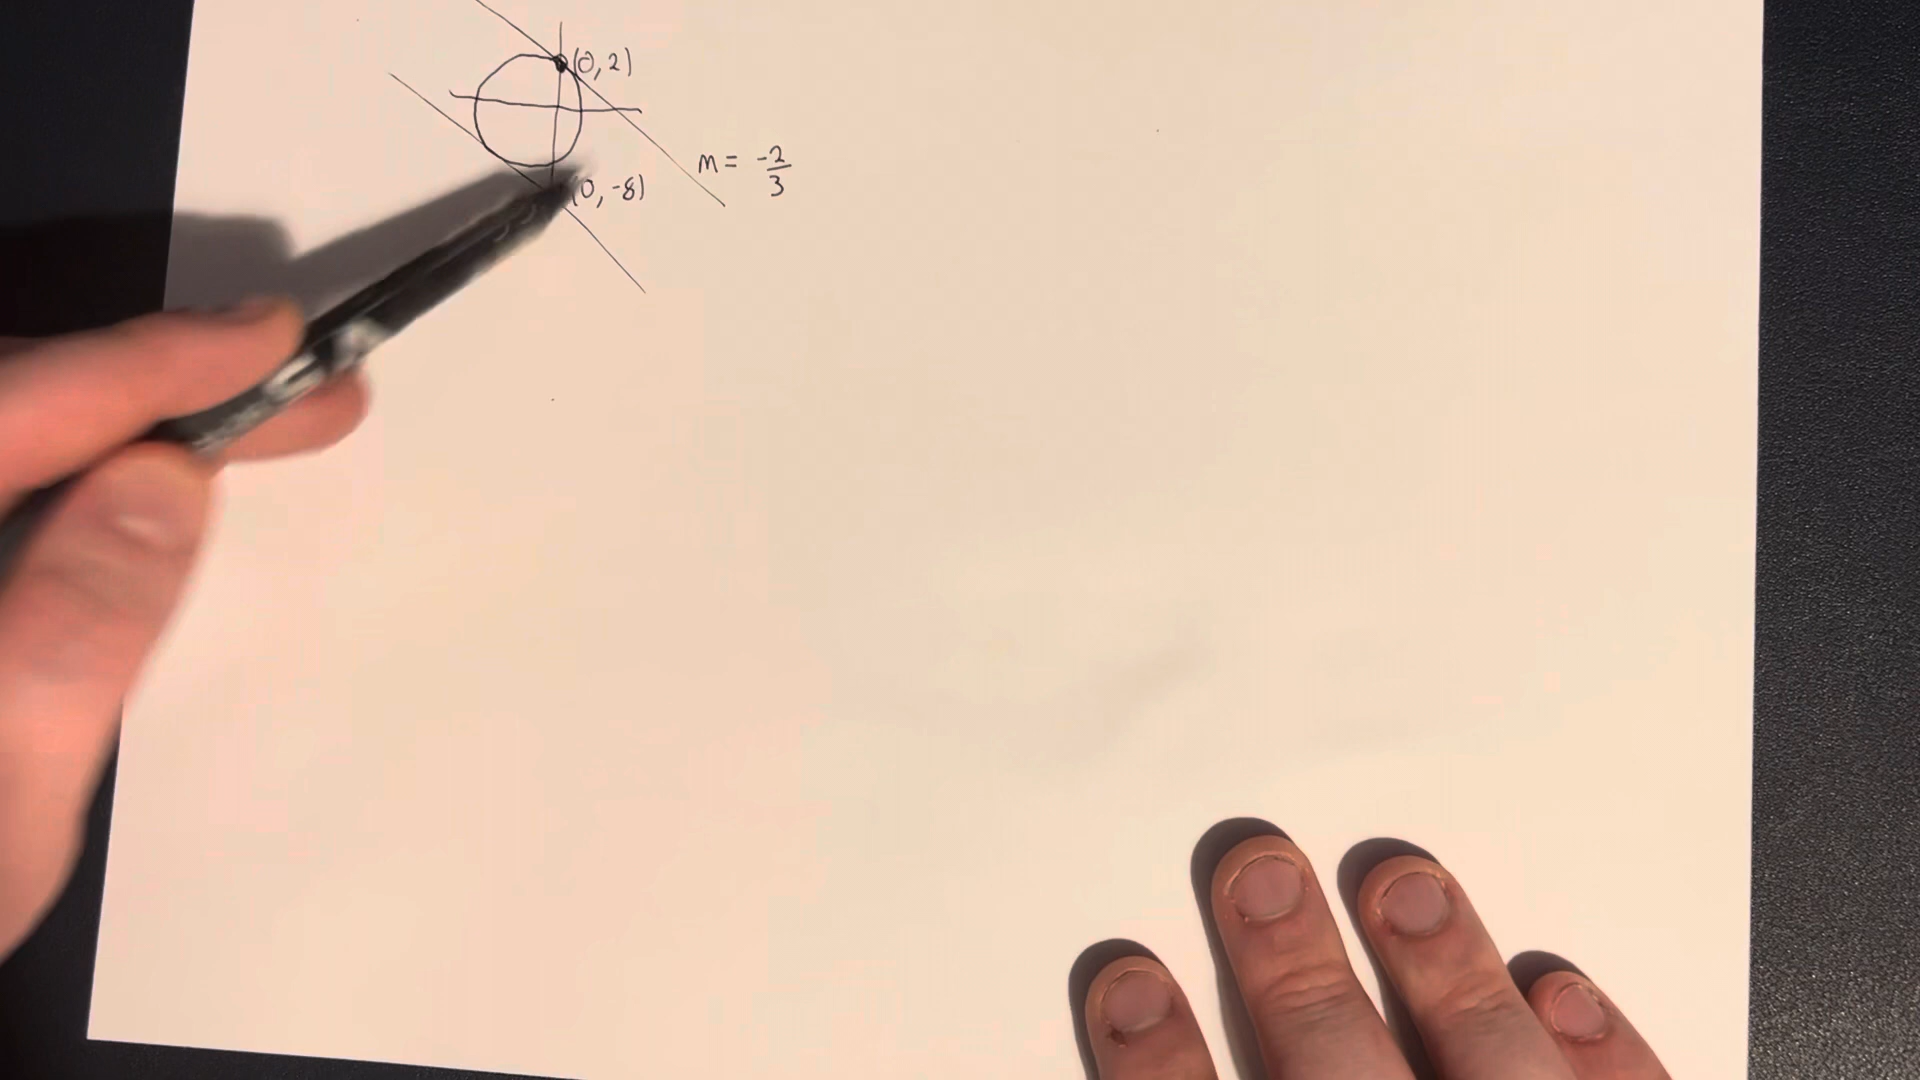 (0,2)
m = -2/3
(0,-8)